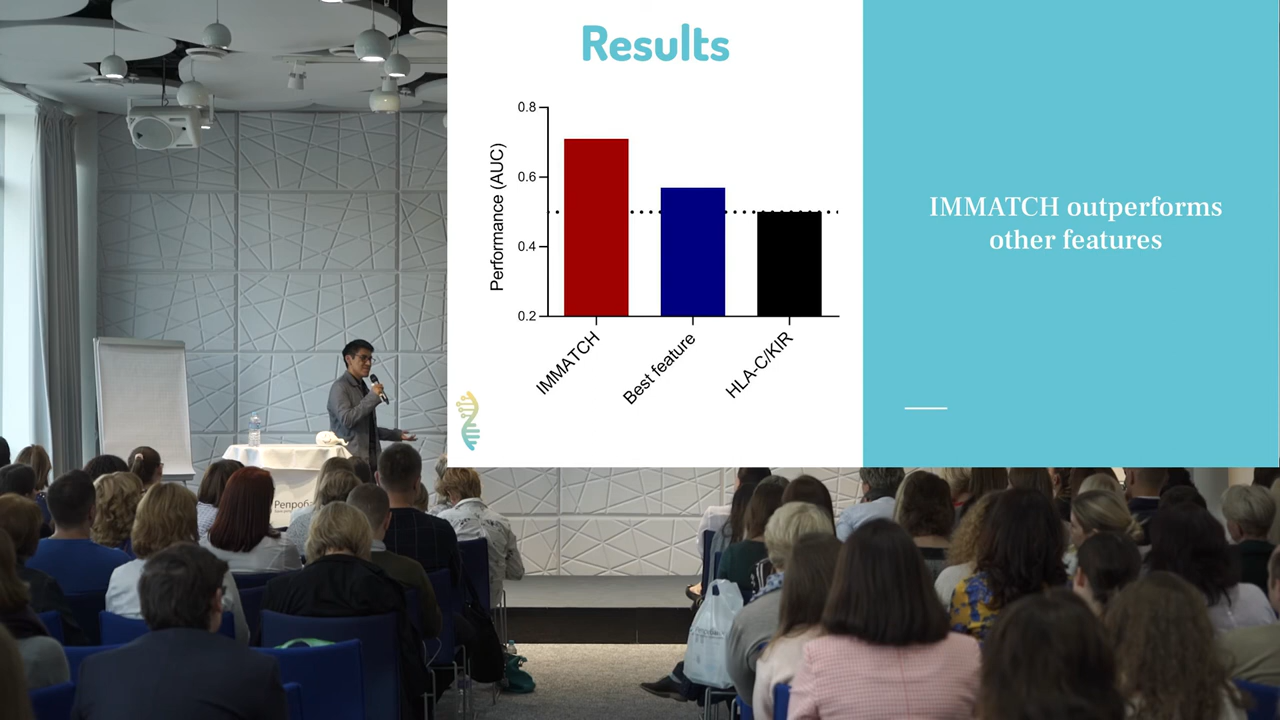 Results
Performance (AUC)
0.8
0.6
0.4
0.2
IMMATCH
Best feature
HLA-C/KIR
IMMATCH outperforms
other features